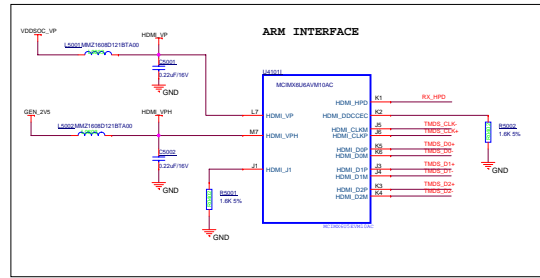 ARM INTERFACE
VDDSOC_VP
HDMI_VP
L5001 MMZ1608D121BTA00
C5001
0.22uF/16V
GND
U4101I
MCIMX6U6AVM10AC
GEN_2V5
HDMI_VPH
L5002 MMZ1608D121BTA00
C5002
0.22uF/16V
GND
L7 HDMI_VP
M7 HDMI_VPH
J1 HDMI_J1
R5001
1.6K 5%
GND
HDMI_HPD K1 RX_HPD
HDMI_DDCCEC K2
HDMI_CLKM J5 TMDS_CLK-
HDMI_CLKP J6 TMDS_CLK+
HDMI_D0P K5 TMDS_D0+
HDMI_D0M K6 TMDS_D0-
HDMI_D1P J3 TMDS_D1+
HDMI_D1M J4 TMDS_D1-
HDMI_D2P K3 TMDS_D2+
HDMI_D2M K4 TMDS_D2-
R5002
1.6K 5%
GND